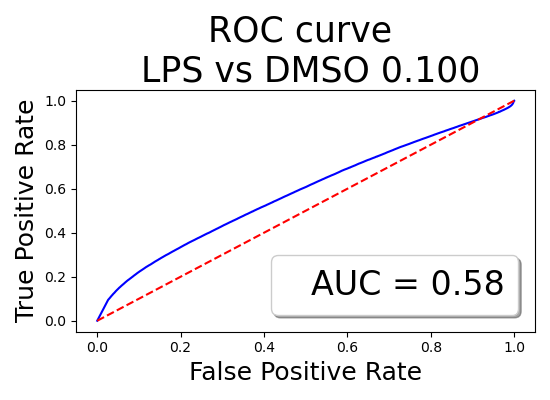 ROC curve
LPS vs DMSO 0.100
True Positive Rate
1.0
0.8
0.6
0.4
0.2
0.0
AUC = 0.58
0.0 0.2 0.4 0.6 0.8 1.0
False Positive Rate